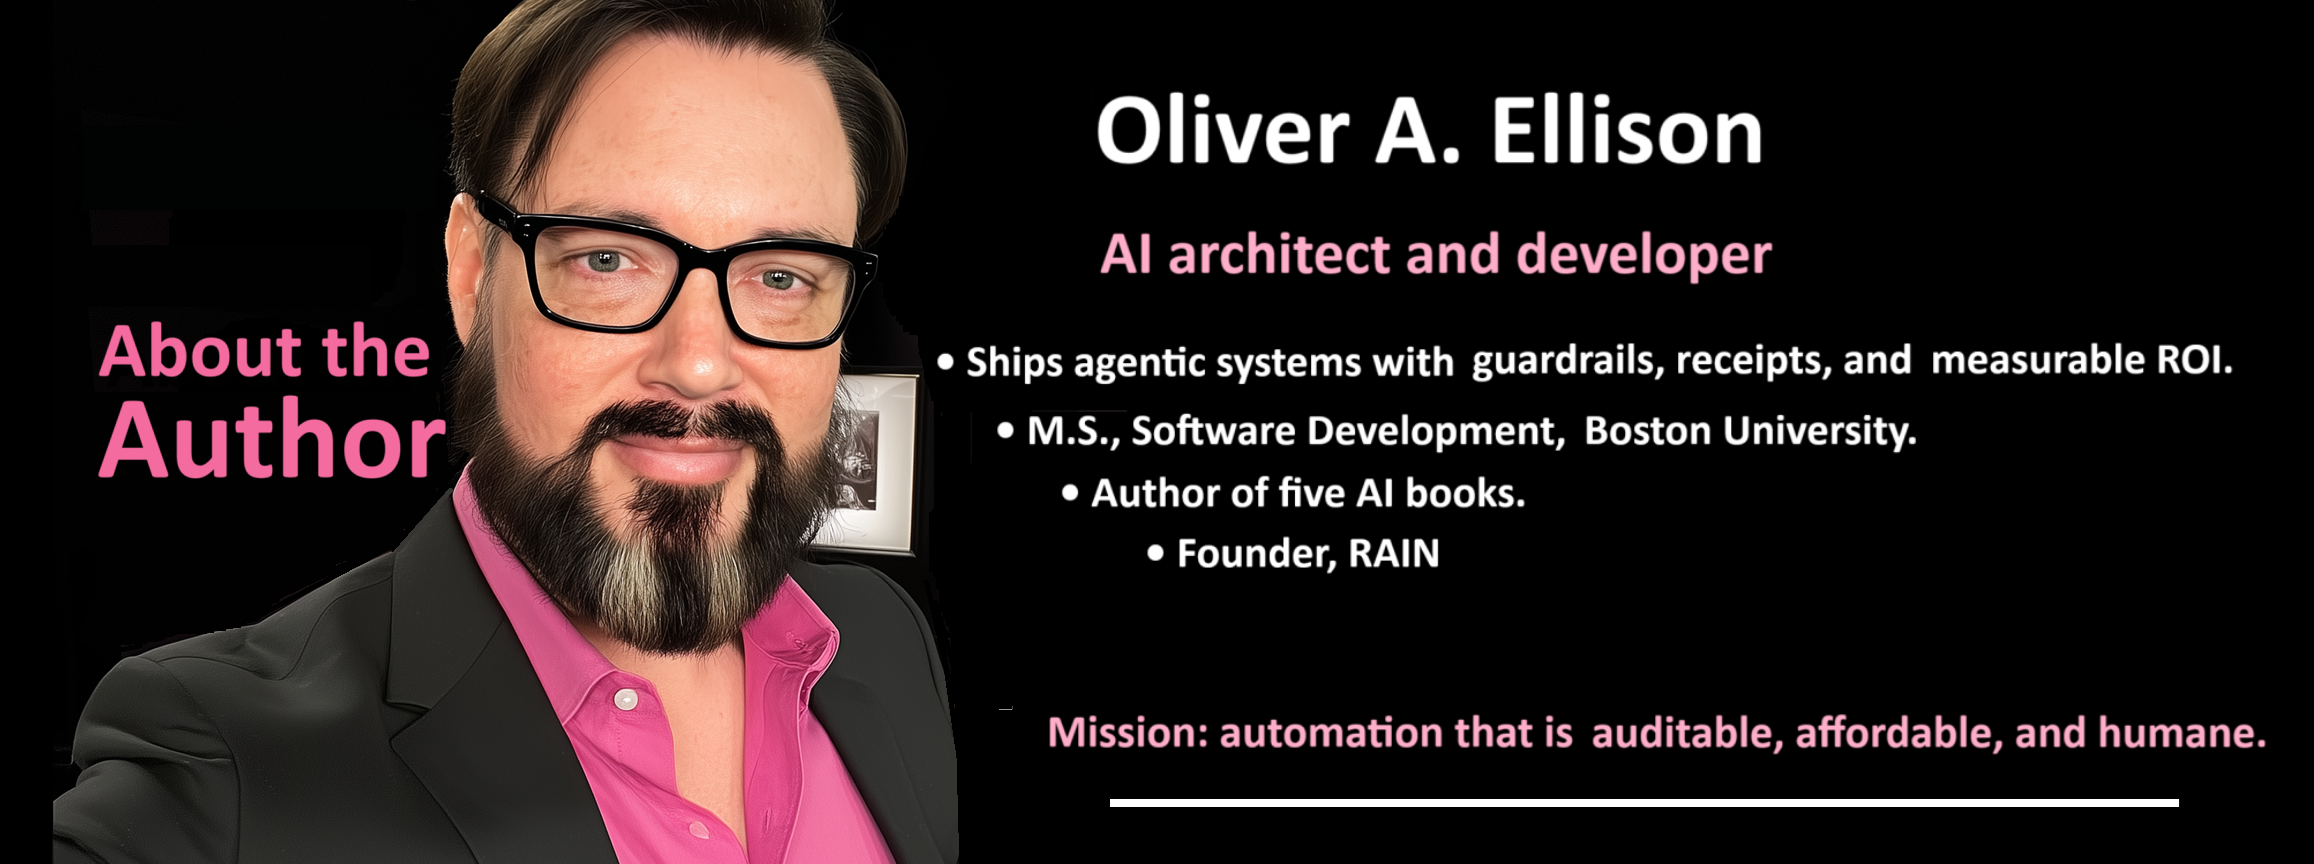 About the
Author
Oliver A. Ellison
AI architect and developer
• Ships agentic systems with guardrails, receipts, and measurable ROI.
• M.S., Software Development, Boston University.
• Author of five AI books.
• Founder, RAIN
Mission: automation that is auditable, affordable, and humane.